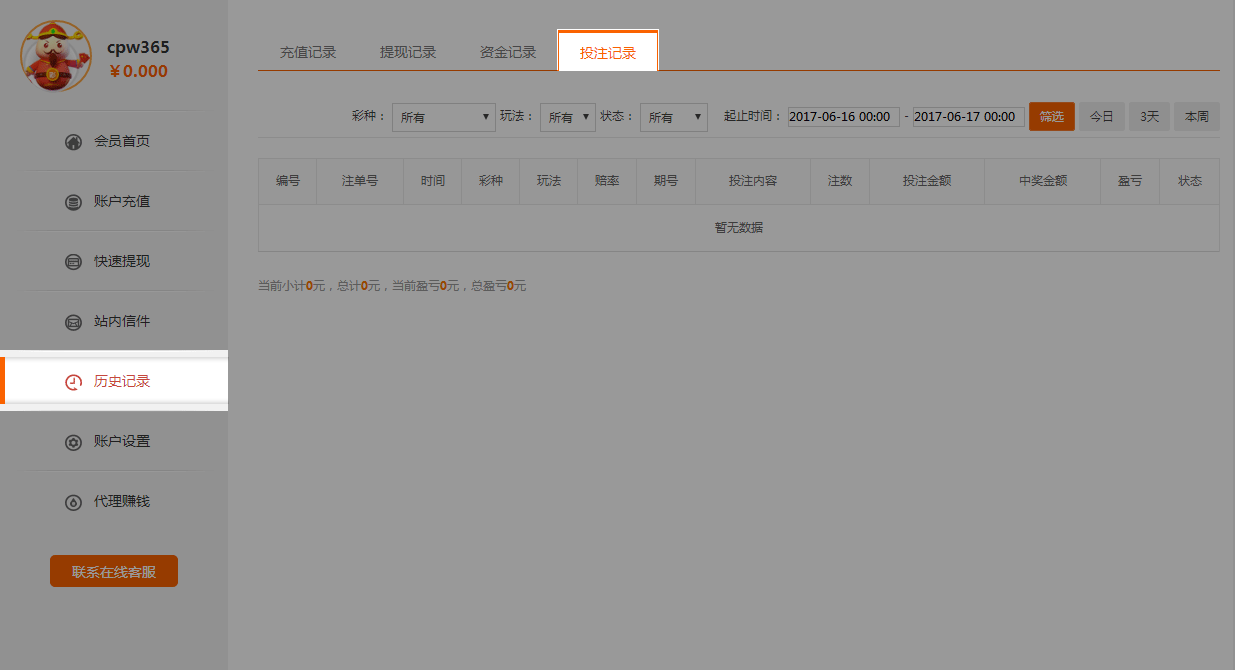 cpw365
¥0.000
会员首页
账户充值
快速提现
站内信件
历史记录
账户设置
代理赚钱
联系在线客服
充值记录 提现记录 资金记录 投注记录
彩种： 所有 玩法： 所有 状态： 所有 起止时间： 2017-06-16 00:00 - 2017-06-17 00:00 筛选 今日 3天 本周
编号 注单号 时间 彩种 玩法 赔率 期号 投注内容 注数 投注金额 中奖金额 盈亏 状态
暂无数据
当前小计0元，总计0元，当前盈亏0元，总盈亏0元